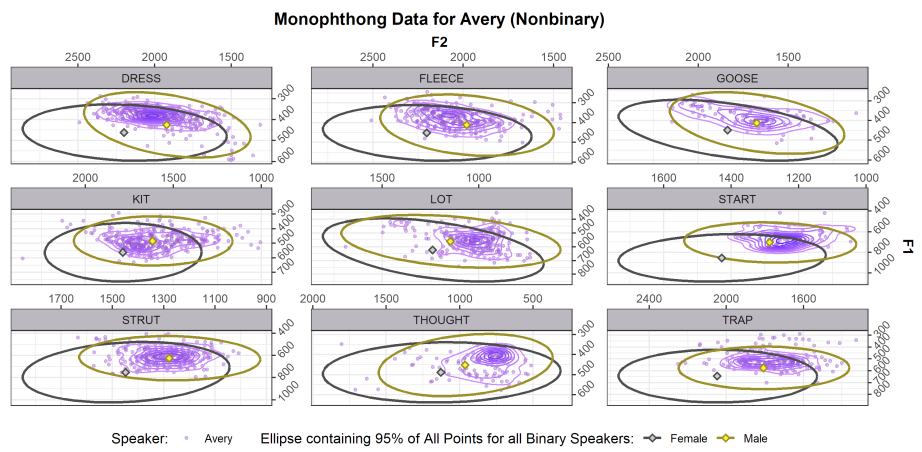 Monophthong Data for Avery (Nonbinary)
F2
2500 2000 1500
2500 2000 1500
2500 2000 1500
DRESS FLEECE GOOSE
300 400 500 600
300 400 500 600
300 400 500 600
2000 1500 1000
1500 1000
1600 1400 1200 1000
KIT LOT START
300 400 500 600 700
400 500 600 700 800
400 600 800 1000
F1
1700 1500 1300 1100 900
2000 1500 1000 500
2400 2000 1600
STRUT THOUGHT TRAP
400 600 800 1000
300 400 500 600
300 400 500 600 700 800
Speaker: Avery Ellipse containing 95% of All Points for all Binary Speakers: Female Male